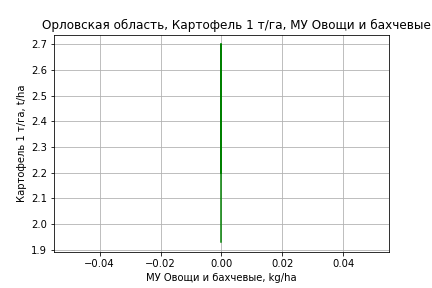 Орловская область, Картофель 1 т/га, МУ Овощи и бахчевые
2.7
2.6
2.5
2.4
2.3
2.2
2.1
2.0
1.9
Картофель 1 т/га, t/ha
−0.04 −0.02 0.00 0.02 0.04
МУ Овощи и бахчевые, kg/ha